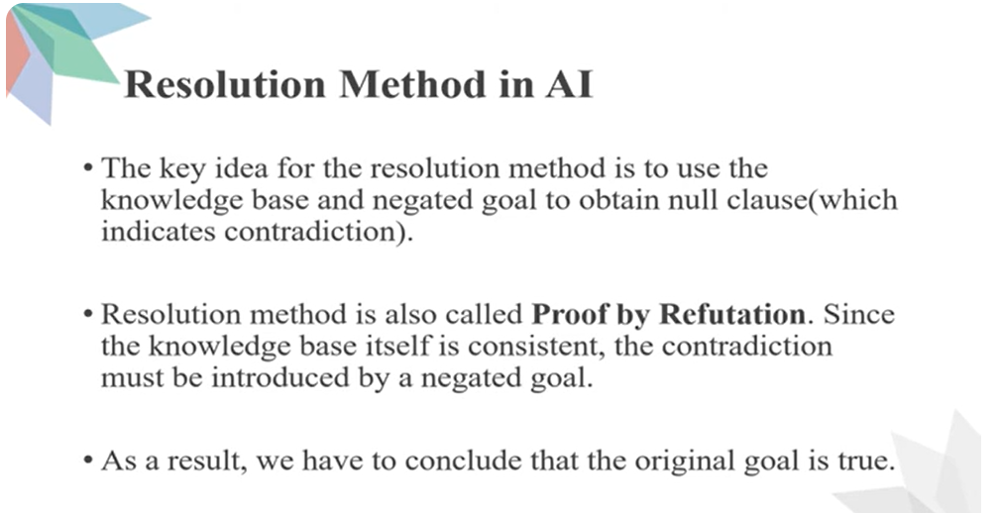 Resolution Method in AI
• The key idea for the resolution method is to use the
knowledge base and negated goal to obtain null clause(which
indicates contradiction).
• Resolution method is also called Proof by Refutation. Since
the knowledge base itself is consistent, the contradiction
must be introduced by a negated goal.
• As a result, we have to conclude that the original goal is true.